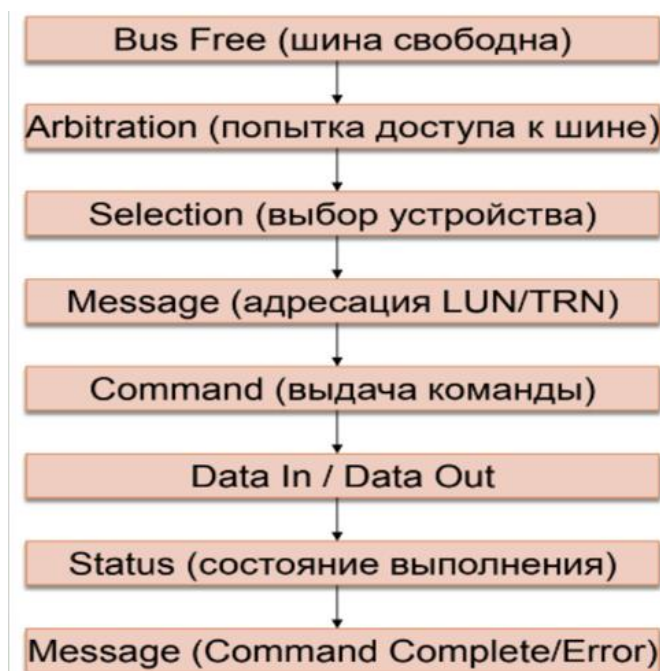 Bus Free (шина свободна)
Arbitration (попытка доступа к шине)
Selection (выбор устройства)
Message (адресация LUN/TRN)
Command (выдача команды)
Data In / Data Out
Status (состояние выполнения)
Message (Command Complete/Error)